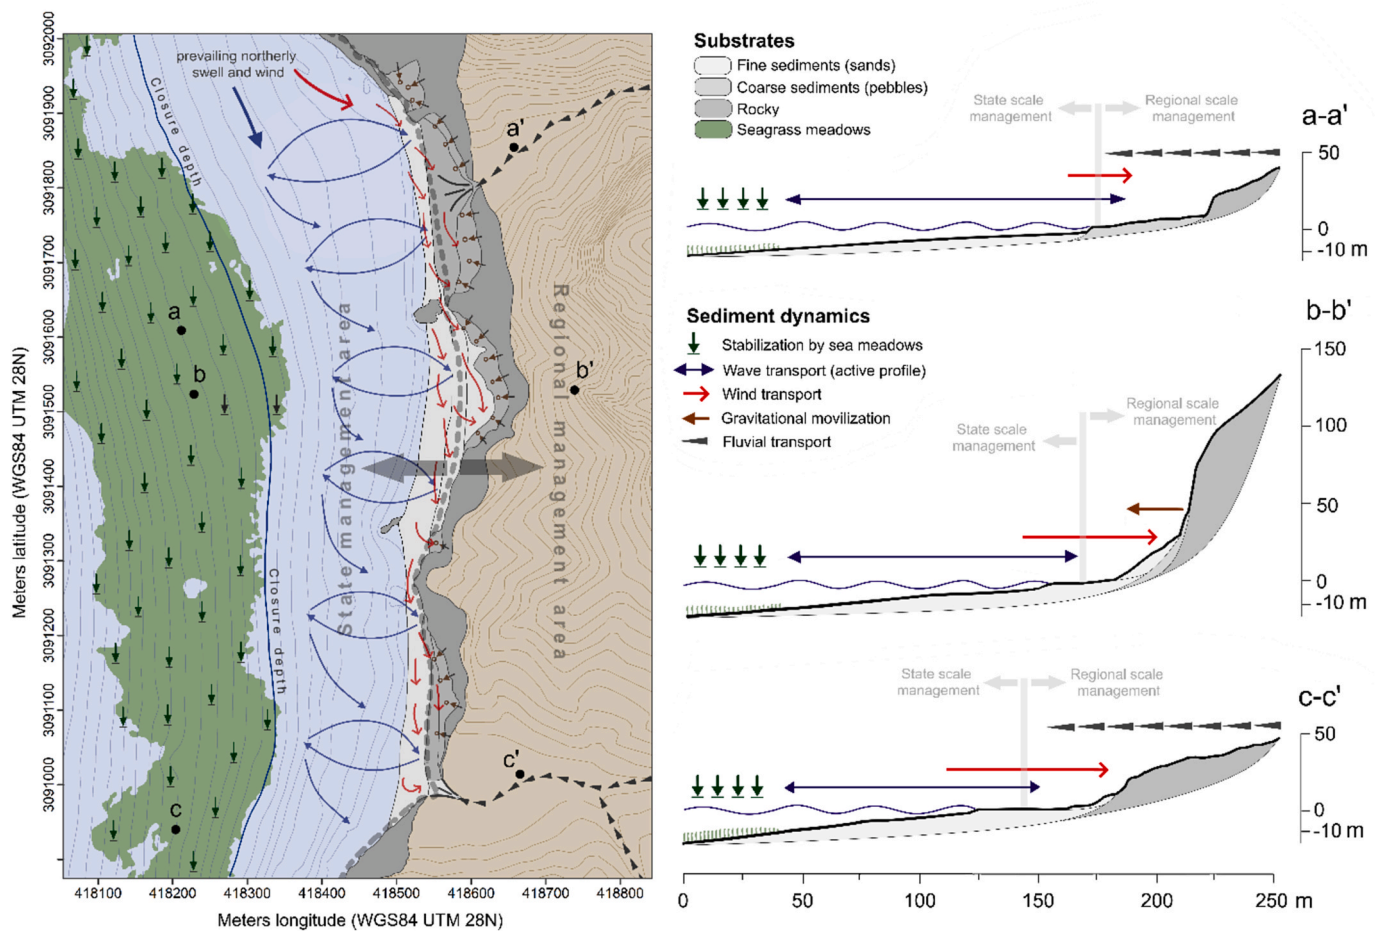 3092000
3091900
3091800
3091700
3091600
3091500
3091400
3091300
3091200
3091100
3091000
Meters latitude (WGS84 UTM 28N)
prevailing northerly
swell and wind
Closure depth
Closure depth
a'
a
b
b'
c
c'
State management area
Regional management area
418100
418200
418300
418400
418500
418600
418700
418800
Meters longitude (WGS84 UTM 28N)
Substrates
Fine sediments (sands)
Coarse sediments (pebbles)
Rocky
Seagrass meadows
State scale
management
Regional scale
management
a-a'
50
0
-10 m
Sediment dynamics
Stabilization by sea meadows
Wave transport (active profile)
Wind transport
Gravitational movilization
Fluvial transport
b-b'
State scale
management
Regional scale
management
150
100
50
0
-10 m
State scale
management
Regional scale
management
c-c'
50
0
-10 m
0
50
100
150
200
250 m